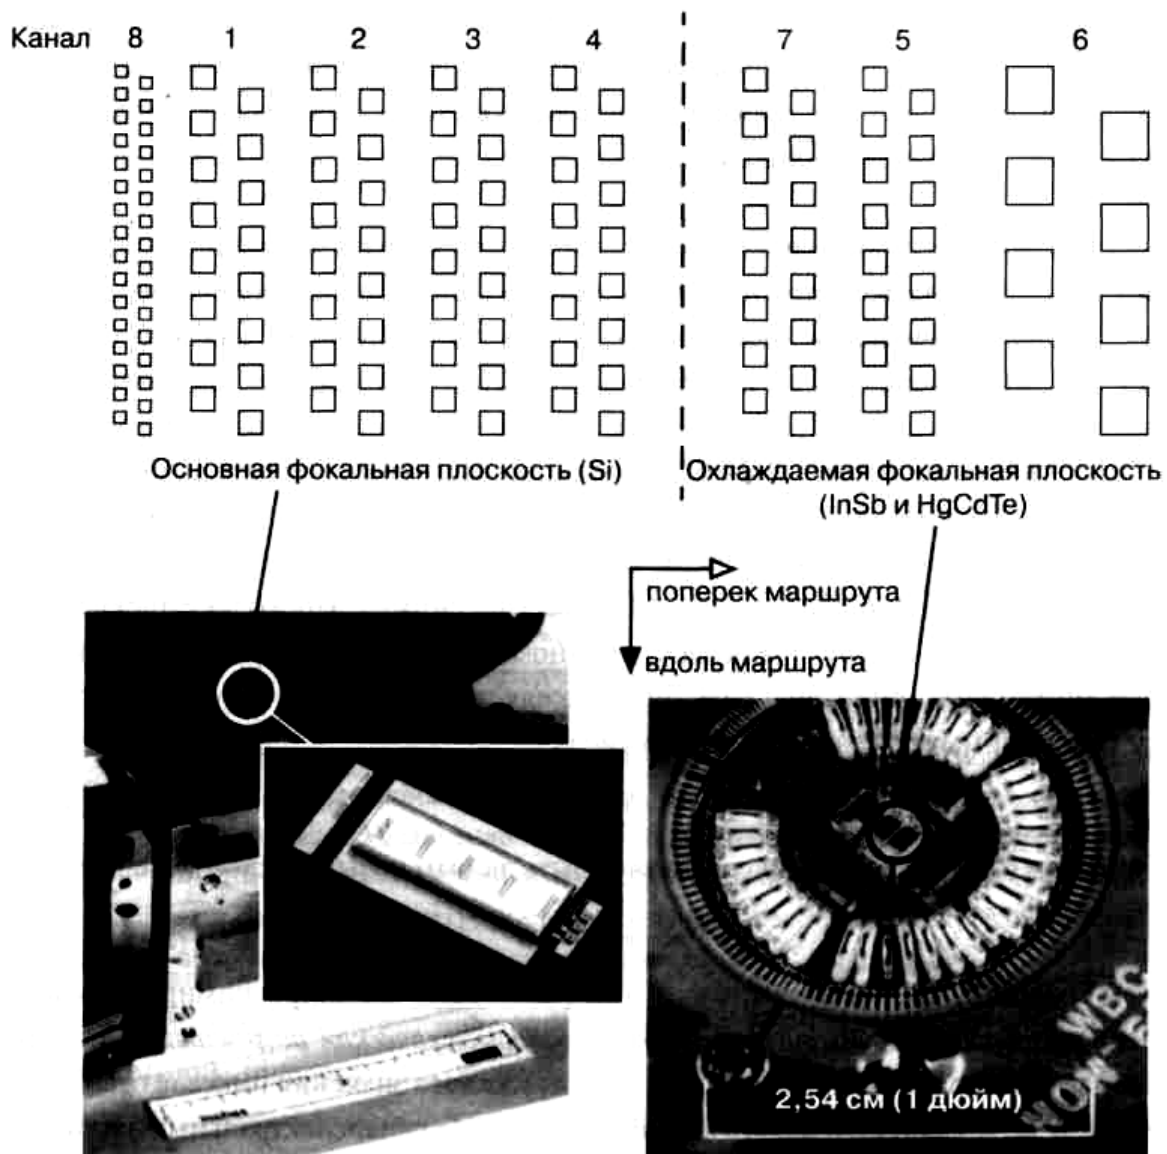 Канал 8 1 2 3 4 7 5 6
Основная фокальная плоскость (Si)
Охлаждаемая фокальная плоскость
(InSb и HgCdTe)
поперек маршрута
вдоль маршрута
WBC
2,54 см (1 дюйм)